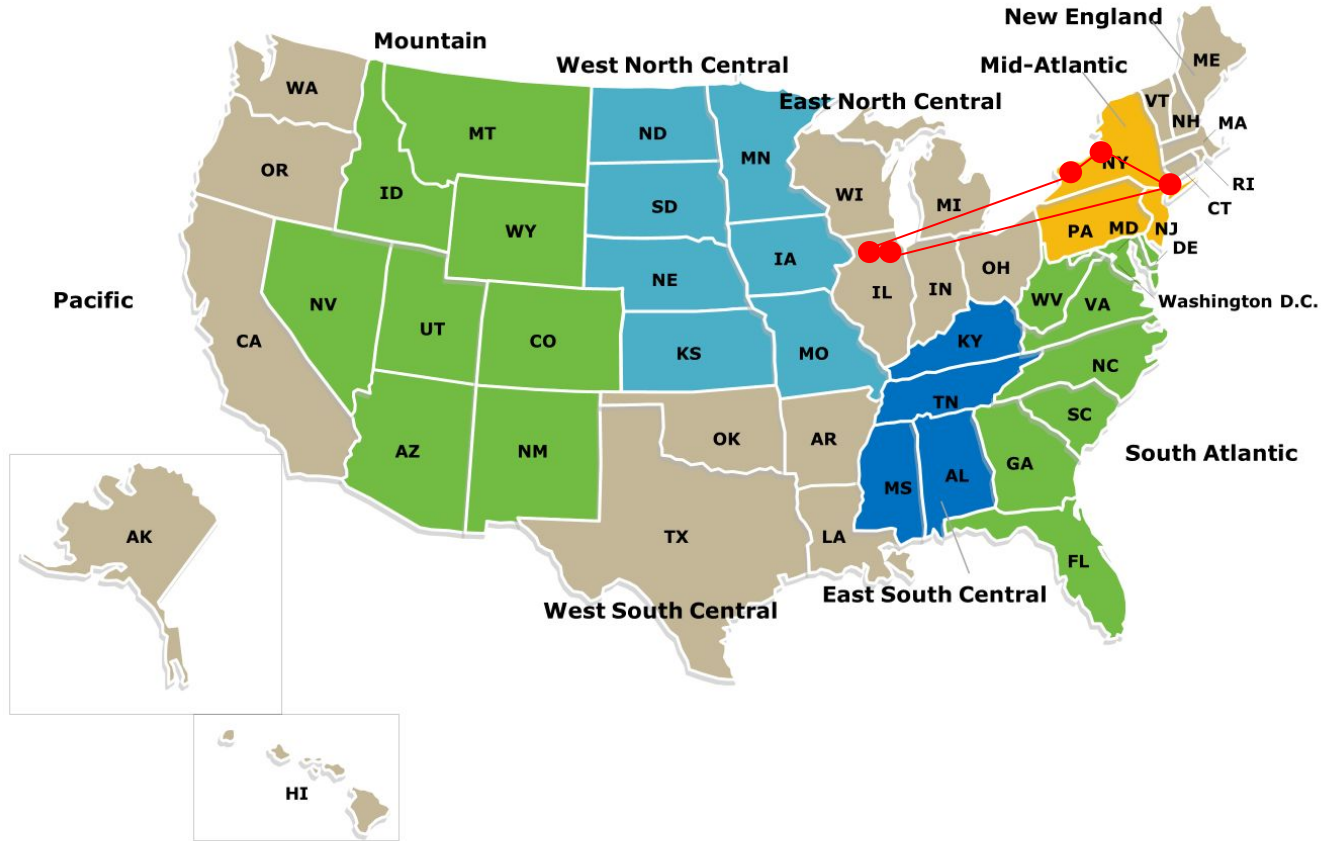 New England
Mountain
ME
West North Central
Mid-Atlantic
WA
East North Central
VT
NH
MA
MT
ND
MN
OR
NY
ID
WI
MI
RI
SD
CT
WY
PA
MD
NJ
DE
IA
OH
NE
IL
IN
Pacific
NV
WV
VA
Washington D.C.
UT
CO
CA
KS
MO
KY
NC
TN
SC
AZ
NM
OK
AR
South Atlantic
GA
MS
AL
AK
TX
LA
FL
West South Central
East South Central
HI